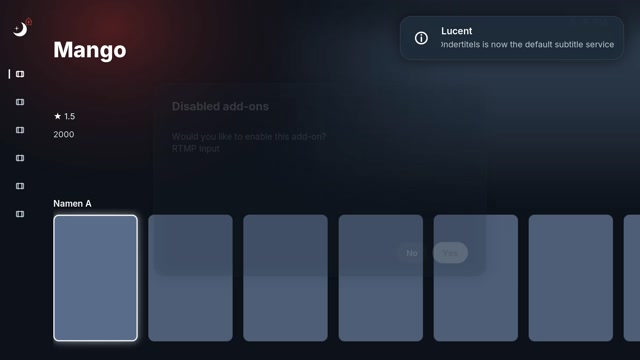 Mango
Lucent
Ondertitels is now the default subtitle service
Disabled add-ons
★ 1.5
Would you like to enable this add-on?
2000
RTMP Input
Namen A
No
Yes